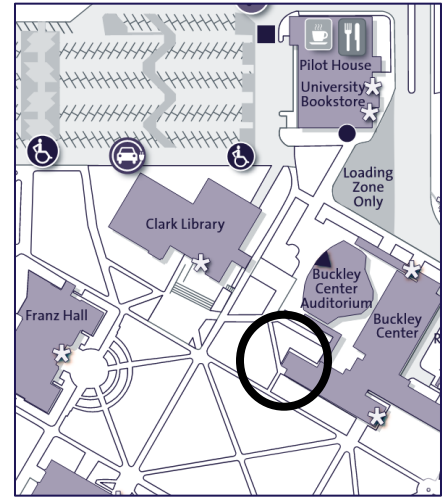 Pilot House
University
Bookstore
Loading
Zone
Only
Clark Library
Buckley
Center
Auditorium
Franz Hall
Buckley
Center
R